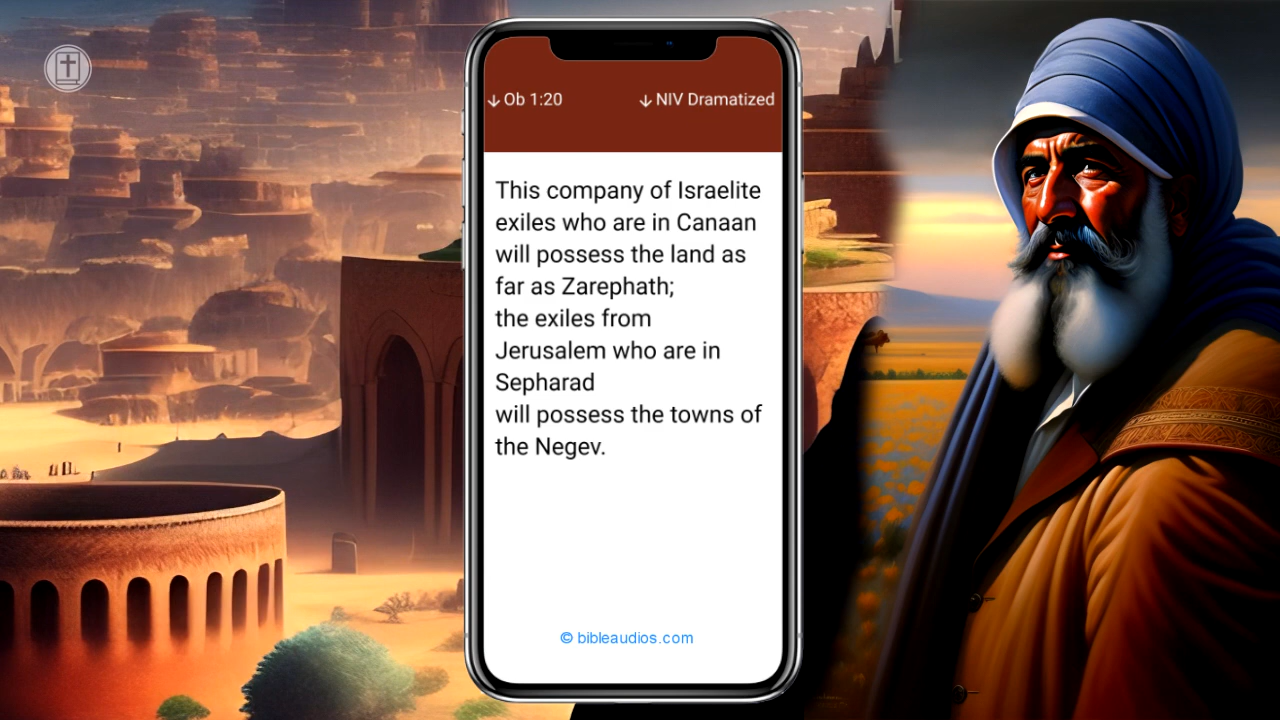 ↓ Ob 1:20 ↓ NIV Dramatized
This company of Israelite
exiles who are in Canaan
will possess the land as
far as Zarephath;
the exiles from
Jerusalem who are in
Sepharad
will possess the towns of
the Negev.
© bibleaudios.com